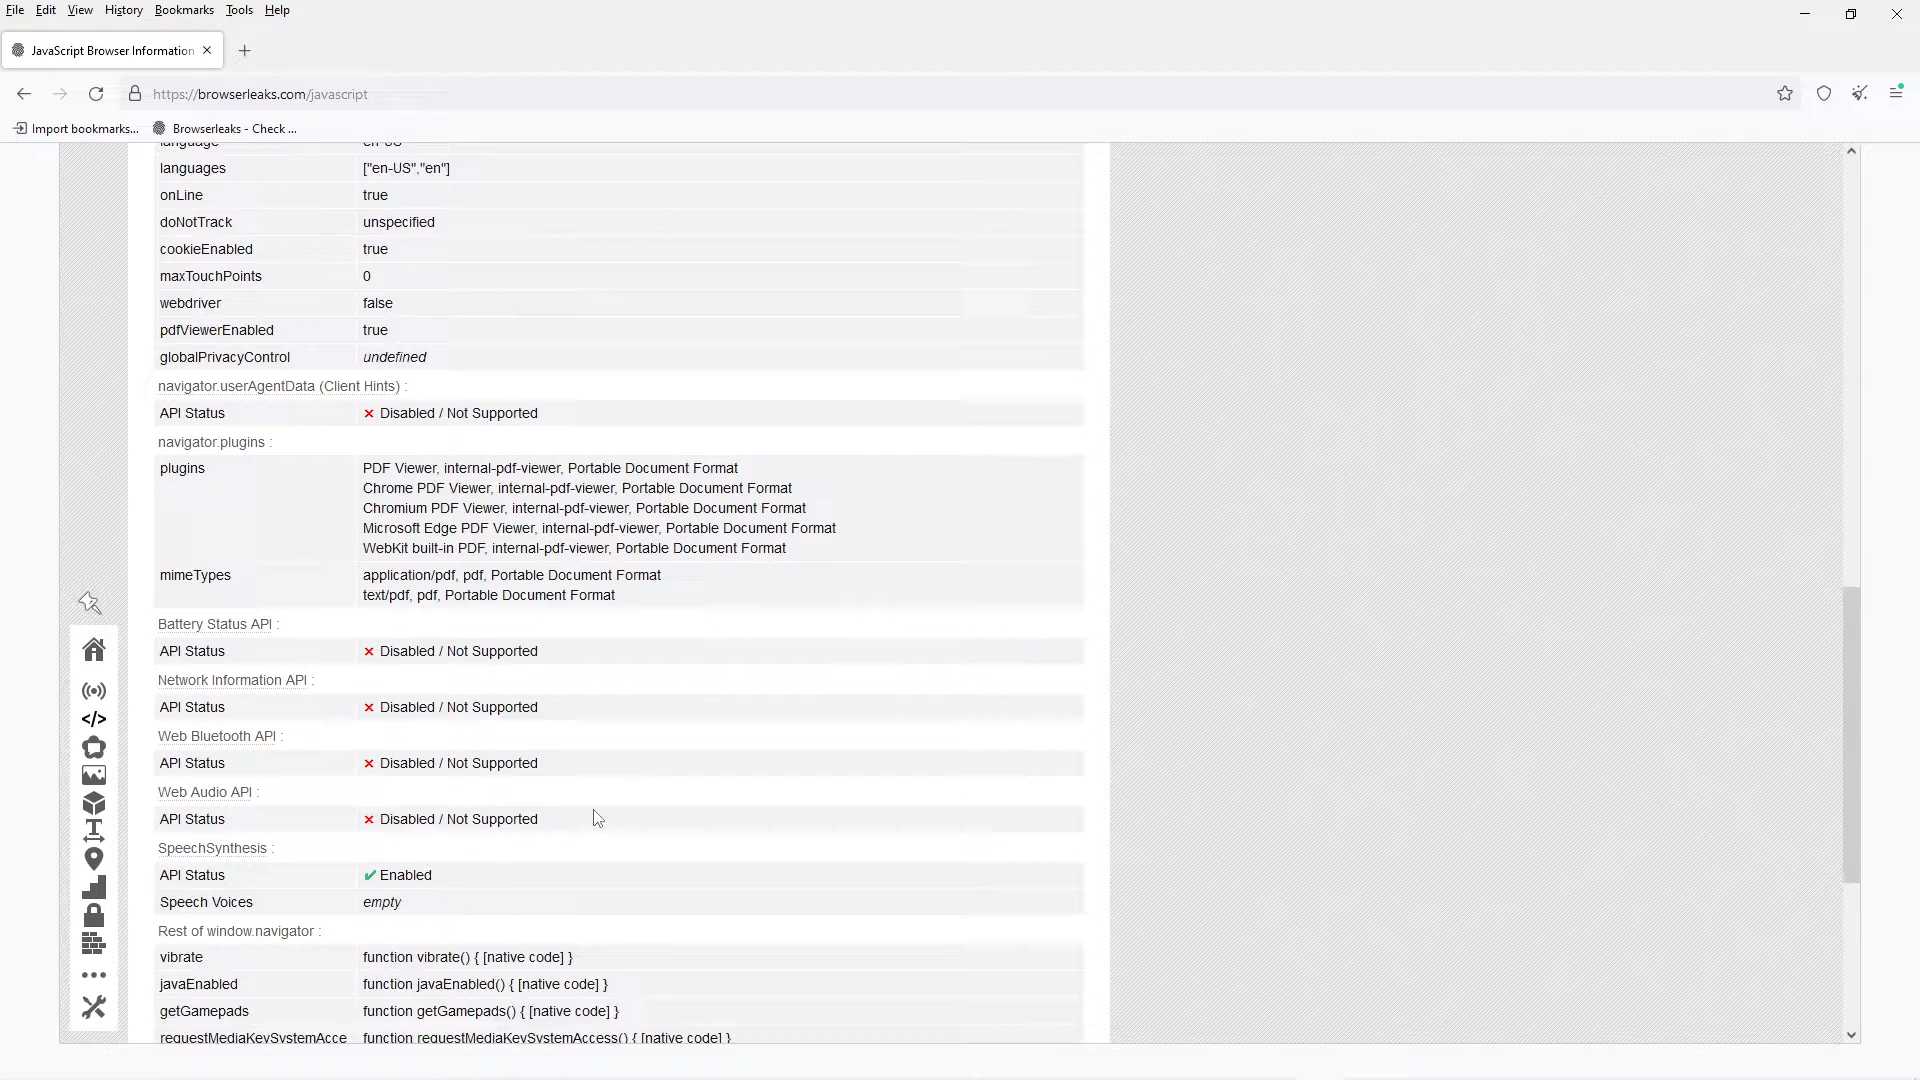 File Edit View History Bookmarks Tools Help
JavaScript Browser Information
https://browserleaks.com/javascript
Import bookmarks... Browserleaks - Check ...
language en-US
languages ["en-US","en"]
onLine true
doNotTrack unspecified
cookieEnabled true
maxTouchPoints 0
webdriver false
pdfViewerEnabled true
globalPrivacyControl undefined
navigator.userAgentData (Client Hints) :
API Status ✕ Disabled / Not Supported
navigator.plugins :
plugins PDF Viewer, internal-pdf-viewer, Portable Document Format
Chrome PDF Viewer, internal-pdf-viewer, Portable Document Format
Chromium PDF Viewer, internal-pdf-viewer, Portable Document Format
Microsoft Edge PDF Viewer, internal-pdf-viewer, Portable Document Format
WebKit built-in PDF, internal-pdf-viewer, Portable Document Format
mimeTypes application/pdf, pdf, Portable Document Format
text/pdf, pdf, Portable Document Format
Battery Status API :
API Status ✕ Disabled / Not Supported
Network Information API :
API Status ✕ Disabled / Not Supported
Web Bluetooth API :
API Status ✕ Disabled / Not Supported
Web Audio API :
API Status ✕ Disabled / Not Supported
SpeechSynthesis :
API Status ✔ Enabled
Speech Voices empty
Rest of window.navigator :
vibrate function vibrate() { [native code] }
javaEnabled function javaEnabled() { [native code] }
getGamepads function getGamepads() { [native code] }
requestMediaKeySystemAcce function requestMediaKeySystemAccess() { [native code] }